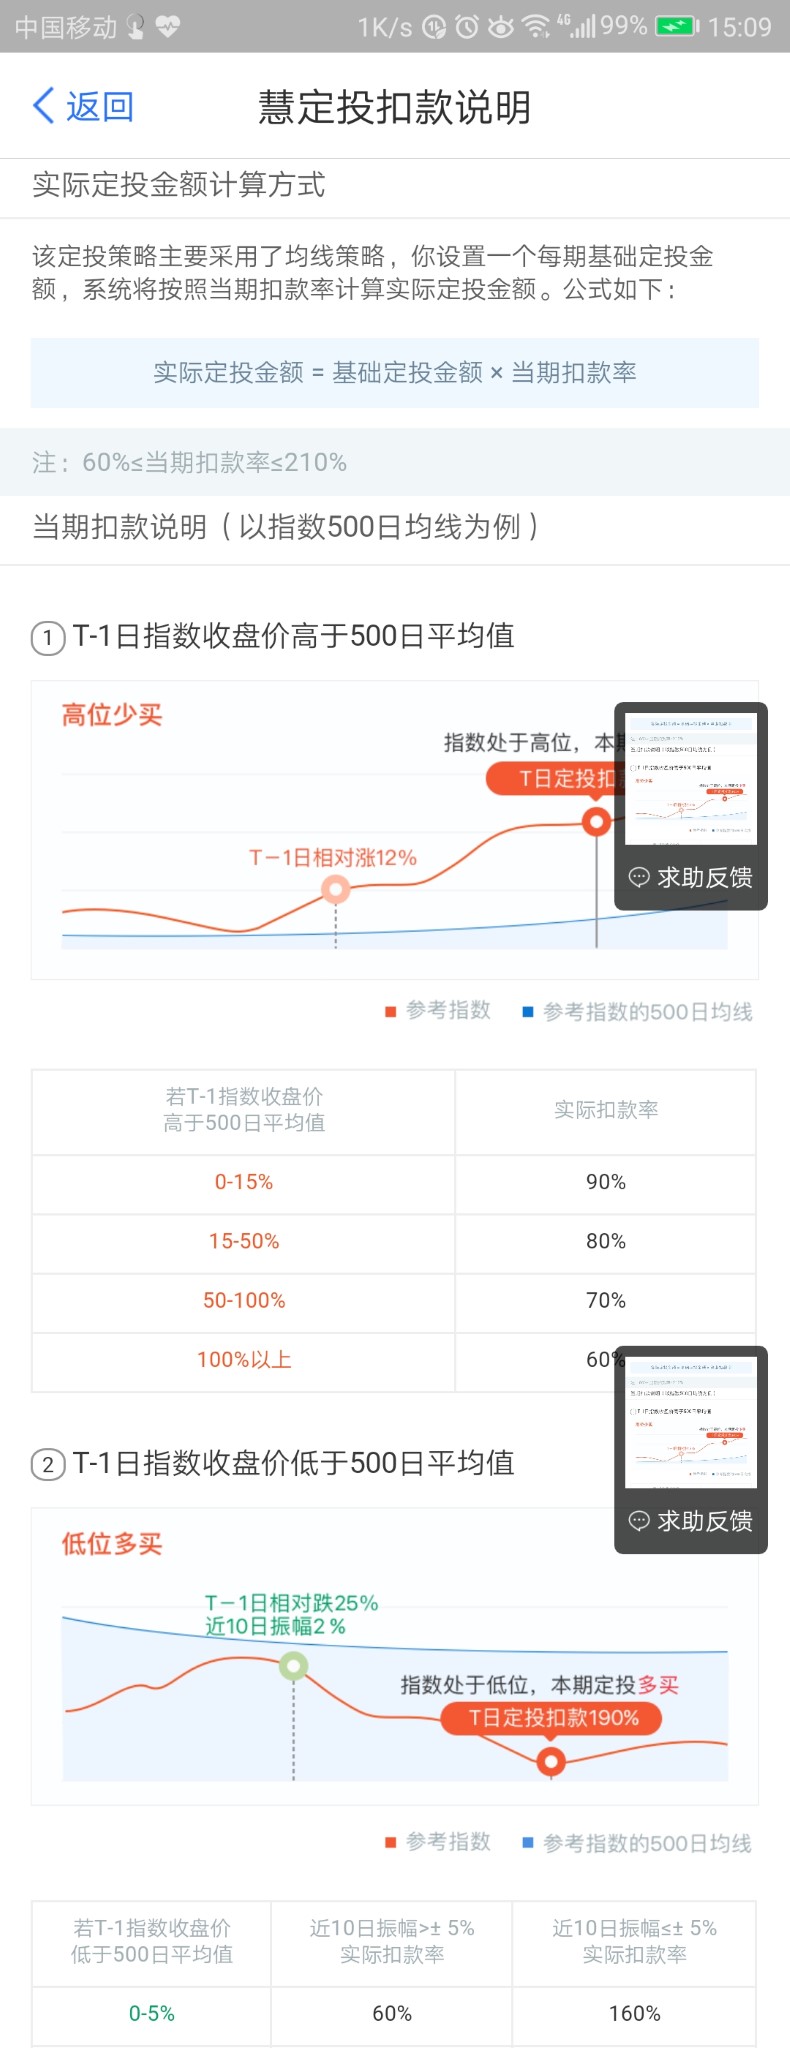 中国移动
1K/s 4G 99% 15:09
返回
慧定投扣款说明
实际定投金额计算方式
该定投策略主要采用了均线策略，你设置一个每期基础定投金
额，系统将按照当期扣款率计算实际定投金额。公式如下：
实际定投金额 = 基础定投金额 × 当期扣款率
注：60%≤当期扣款率≤210%
当期扣款说明（以指数500日均线为例）
1 T-1日指数收盘价高于500日平均值
高位少买
指数处于高位，本
T日定投扣
T-1日相对涨12%
求助反馈
参考指数 参考指数的500日均线
若T-1指数收盘价
高于500日平均值
实际扣款率
0-15% 90%
15-50% 80%
50-100% 70%
100%以上 60%
2 T-1日指数收盘价低于500日平均值
求助反馈
低位多买
T-1日相对跌25%
近10日振幅2%
指数处于低位，本期定投多买
T日定投扣款190%
参考指数 参考指数的500日均线
若T-1指数收盘价
低于500日平均值
近10日振幅>± 5%
实际扣款率
近10日振幅≤± 5%
实际扣款率
0-5% 60% 160%